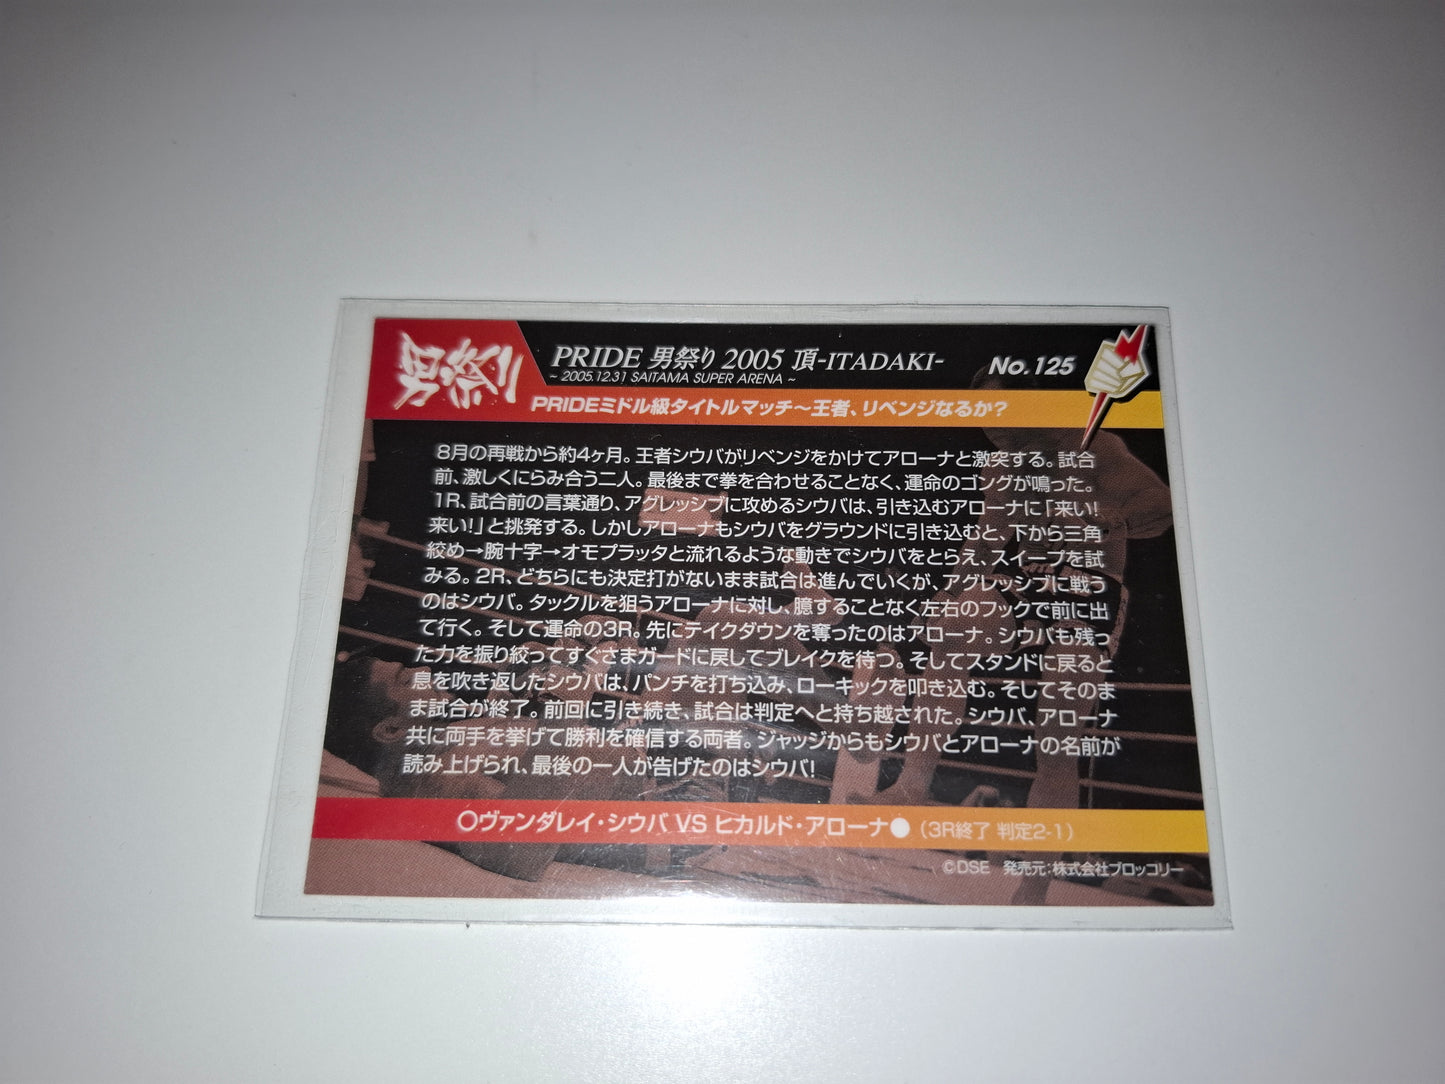 男祭
PRIDE 男祭り 2005 頂-ITADAKI-
No.125
~ 2005.12.31 SAITAMA SUPER ARENA ~
PRIDEミドル級タイトルマッチ〜王者、リベンジなるか?
8月の再戦から約4ヶ月。王者シウバがリベンジをかけてアローナと激突する。試合
前、激しくにらみ合う二人。最後まで拳を合わせることなく、運命のゴングが鳴った。
1R、試合前の言葉通り、アグレッシブに攻めるシウバは、引き込むアローナに「来い!
来い!」と挑発する。しかしアローナもシウバをグラウンドに引き込むと、下から三角
絞め→腕十字→オモプラッタと流れるような動きでシウバをとらえ、スイープを試
みる。2R、どちらにも決定打がないまま試合は進んでいくが、アグレッシブに戦う
のはシウバ。タックルを狙うアローナに対し、臆することなく左右のフックで前に出
て行く。そして運命の3R。先にテイクダウンを奪ったのはアローナ。シウバも残っ
た力を振り絞ってすぐさまガードに戻してブレイクを待つ。そしてスタンドに戻ると
息を吹き返したシウバは、パンチを打ち込み、ローキックを叩き込む。そしてそのま
ま試合が終了。前回に引き続き、試合は判定へと持ち越された。シウバ、アローナ
共に両手を挙げて勝利を確信する両者。ジャッジからもシウバとアローナの名前が
読み上げられ、最後の一人が告げたのはシウバ!
○ヴァンダレイ・シウバ VS ヒカルド・アローナ● (3R終了 判定2-1)
©DSE 発売元:株式会社ブロッコリー